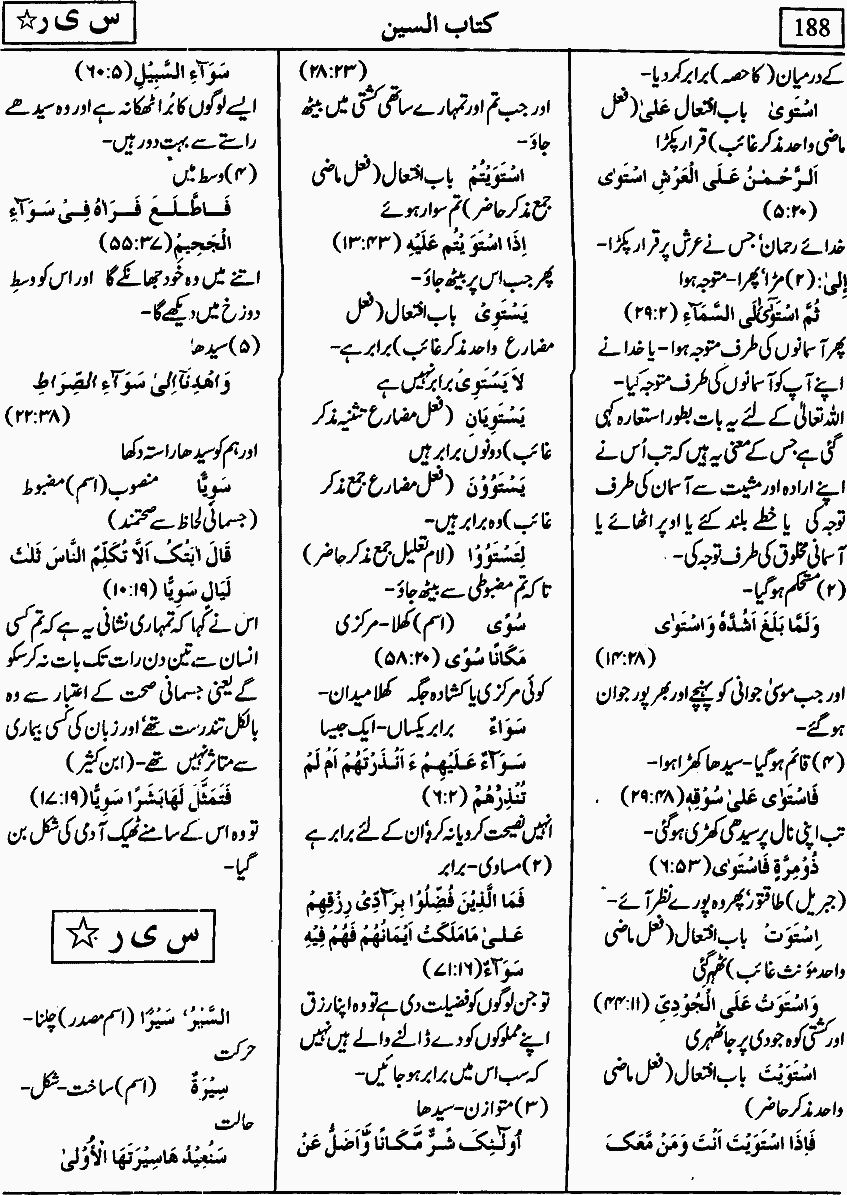 188
کتاب السین
س ی ر ☆
کے درمیان (کا حصہ) برابر کردیا-
اِسْتَوىٰ باب افتعال علیٰ (فعل
ماضی واحد مذکر غائب) قرار پکڑا
اَلرَّحْمٰنُ عَلَى الْعَرْشِ اسْتَوٰى
(۵:۲۰)
خدائے رحمان' جس نے عرش پر قرار پکڑا-
اِلیٰ: (۲) مڑا' پھرا- متوجہ ہوا
ثُمَّ اسْتَوٰٓى اِلَى السَّمَآءِ (۲۹:۲)
پھر آسمانوں کی طرف متوجہ ہوا- یا خدا نے
اپنے آپ کو آسمانوں کی طرف متوجہ کیا-
اللہ تعالیٰ کے لئے یہ بات بطور استعارہ کہی
گئی ہے جس کے معنی یہ ہیں کہ تب اُس نے
اپنے ارادہ اور مشیت سے آسمان کی طرف
توجہ کی یا خطے بلند کئے یا اوپر اٹھائے یا
آسمانی مخلوق کی طرف توجہ کی-
(۲) مستحکم ہو گیا-
وَلَمَّا بَلَغَ اَشُدَّهٗ وَاسْتَوٰى
(۱۴:۲۸)
اور جب موسیٰ جوانی کو پہنچے اور بھر پور جوان
ہو گئے-
(۴) قائم ہو گیا- سیدھا کھڑا ہوا-
فَاسْتَوٰى عَلىٰ سُوْقِهٖ (۲۹:۴۸)
تب اپنی نال پر سیدھی کھڑی ہو گئی-
ذُوْمِرَّةٍ فَاسْتَوٰى (۶:۵۳)
(جبریل) طاقتور' پھر وہ پورے نظر آئے-
اِسْتَوَتْ باب افتعال (فعل ماضی
واحد مؤنث غائب) ٹھہر گئی
وَاسْتَوَتْ عَلَى الْجُوْدِيِّ (۴۴:۱۱)
اور کشتی کوہ جودی پر جا ٹھہری
اسْتَوَيْتَ باب افتعال (فعل ماضی
واحد مذکر حاضر)
فَاِذَا اسْتَوَيْتَ اَنْتَ وَمَنْ مَّعَكَ
(۲۸:۲۳)
اور جب تم اور تمہارے ساتھی کشتی میں بیٹھ
جاؤ-
اسْتَوَيْتُمْ باب افتعال (فعل ماضی
جمع مذکر حاضر) تم سوار ہوئے
اِذَا اسْتَوَيْتُم عَلَيْهِ (۱۳:۴۳)
پھر جب اس پر بیٹھ جاؤ-
يَسْتَوِيْ باب افتعال (فعل
مضارع واحد مذکر غائب) برابر ہے-
لَا يَسْتَوِيْ برابر نہیں ہے
يَسْتَوِيَانِ (فعل مضارع تثنیہ مذکر
غائب) دونوں برابر ہیں
يَسْتَوُوْنَ (فعل مضارع جمع مذکر
غائب) وہ برابر ہیں-
لِتَسْتَوُوْا (لام تعلیل جمع مذکر حاضر)
تاکہ تم مضبوطی سے بیٹھ جاؤ-
سُوًى (اسم) کھلا- مرکزی
مَكَانًا سُوًى (۵۸:۲۰)
کوئی مرکزی یا کشادہ جگہ کھلا میدان-
سَوَاءٌ برابر یکساں- ایک جیسا
سَوَآءٌ عَلَيْهِمْ ءَ اَنْذَرْتَهُمْ اَمْ لَمْ
تُنْذِرْهُمْ (۶:۲)
انہیں نصیحت کرو یا نہ کرو' ان کے لئے برابر ہے
(۲) مساوی- برابر
فَمَا الَّذِيْنَ فُضِّلُوْا بِرَآدِّىْ رِزْقِهِمْ
عَلىٰ مَامَلَكَتْ اَيْمَانُهُمْ فَهُمْ فِيْهِ
سَوَآءٌ (۷۱:۱۶)
تو جن لوگوں کو فضیلت دی ہے تو وہ اپنا رزق
اپنے مملوکوں کو دے ڈالنے والے ہیں نہیں
کہ سب اس میں برابر ہو جائیں-
(۳) متوازن- سیدھا
اُولٰٓئِكَ شَرٌّ مَّكَانًا وَّاَضَلُّ عَنْ
سَوَآءِ السَّبِيْلِ (۶۰:۵)
ایسے لوگوں کا بُرا ٹھکانہ ہے اور وہ سیدھے
راستے سے بہت دور ہیں-
(۴) وسط میں
فَاطَّلَعَ فَرَاٰهُ فِيْ سَوَآءِ
الْجَحِيْمِ (۵۵:۳۷)
اتنے میں وہ خود جھانکے گا اور اس کو وسطِ
دوزخ میں دیکھے گا-
(۵) سیدھا'
وَاهْدِنَآ اِلىٰ سَوَآءِ الصِّرَاطِ
(۲۲:۳۸)
اور ہم کو سیدھا راستہ دکھا
سَوِيًّا منصوب (اسم) مضبوط
(جسمانی لحاظ سے صحتمند)
قَالَ اٰيَتُكَ اَلَّا تُكَلِّمَ النَّاسَ ثَلٰثَ
لَيَالٍ سَوِيًّا (۱۰:۱۹)
اس نے کہا کہ تمہاری نشانی یہ ہے کہ تم کسی
انسان سے تین دن رات تک بات نہ کر سکو
گے یعنی جسمانی صحت کے اعتبار سے وہ
بالکل تندرست تھے' اور زبان کی کسی بیماری
سے متاثر نہیں تھے- (ابن کثیر)
فَتَمَثَّلَ لَهَا بَشَرًا سَوِيًّا (۱۷:۱۹)
تو وہ اس کے سامنے ٹھیک آدمی کی شکل بن
گیا-
س ی ر ☆
السَّيْرُ' سَيْرًا (اسم مصدر) چلنا-
حرکت
سِيْرَةٌ (اسم) ساخت- شکل-
حالت
سَنُعِيْدُ هَاسِيْرَتَهَا الْاُوْلىٰ